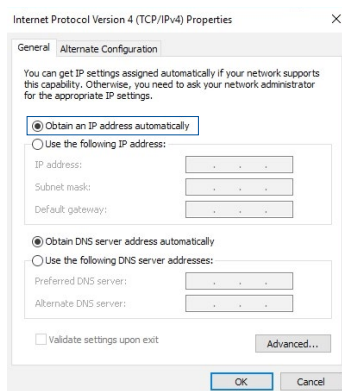 Internet Protocol Version 4 (TCP/IPv4) Properties
General Alternate Configuration
You can get IP settings assigned automatically if your network supports
this capability. Otherwise, you need to ask your network administrator
for the appropriate IP settings.
Obtain an IP address automatically
Use the following IP address:
IP address:
Subnet mask:
Default gateway:
Obtain DNS server address automatically
Use the following DNS server addresses:
Preferred DNS server:
Alternate DNS server:
Validate settings upon exit
Advanced...
OK Cancel